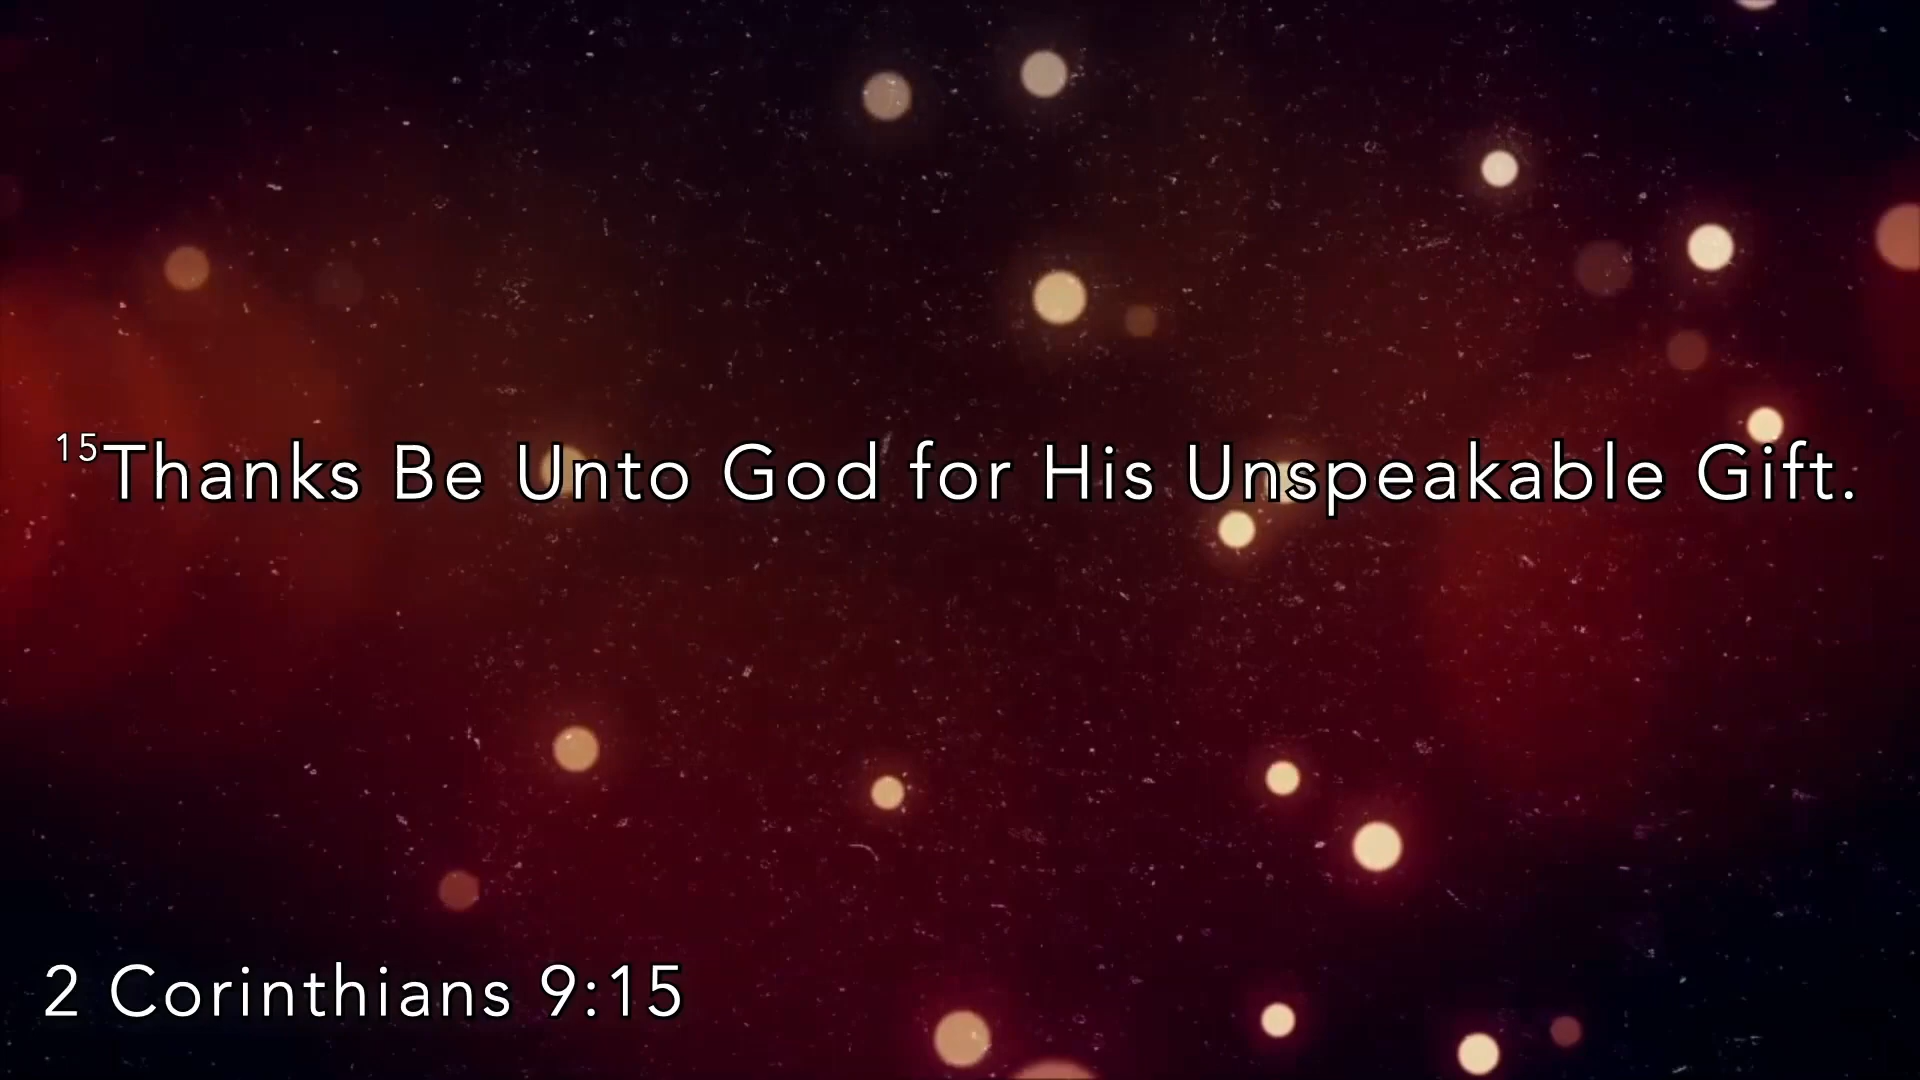 15Thanks Be Unto God for His Unspeakable Gift.
2 Corinthians 9:15